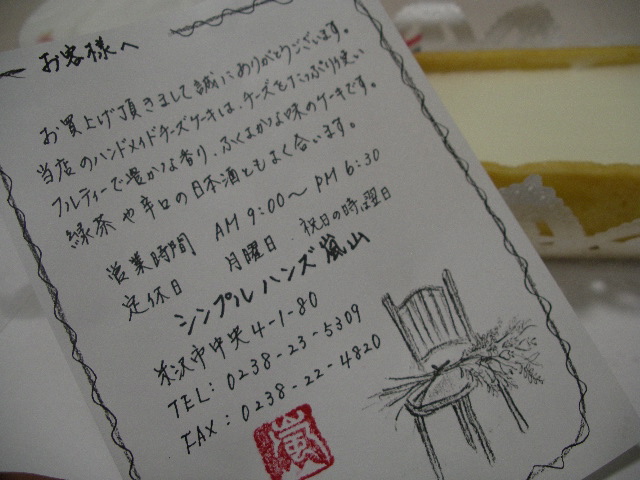 お客様へ
お買上げ頂きまして誠にありがとうございます。
当店のハンドメイドチーズケーキは、チーズをたっぷり使い
フルティーで豊かな香り、ふくよかな味のケーキです。
緑茶や辛口の日本酒ともよく合います。
営業時間 AM 9:00〜 PM 6:30
定休日 月曜日 祝日の時は曜日
シンプルハンズ嵐山
米沢市中央4-1-80
TEL: 0238-23-5309
FAX: 0238-22-4820
嵐